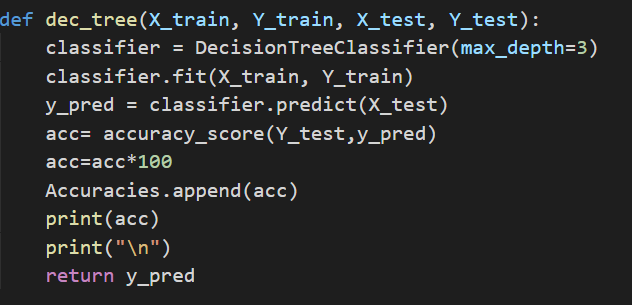 def dec_tree(X_train, Y_train, X_test, Y_test):
    classifier = DecisionTreeClassifier(max_depth=3)
    classifier.fit(X_train, Y_train)
    y_pred = classifier.predict(X_test)
    acc= accuracy_score(Y_test,y_pred)
    acc=acc*100
    Accuracies.append(acc)
    print(acc)
    print("\n")
    return y_pred